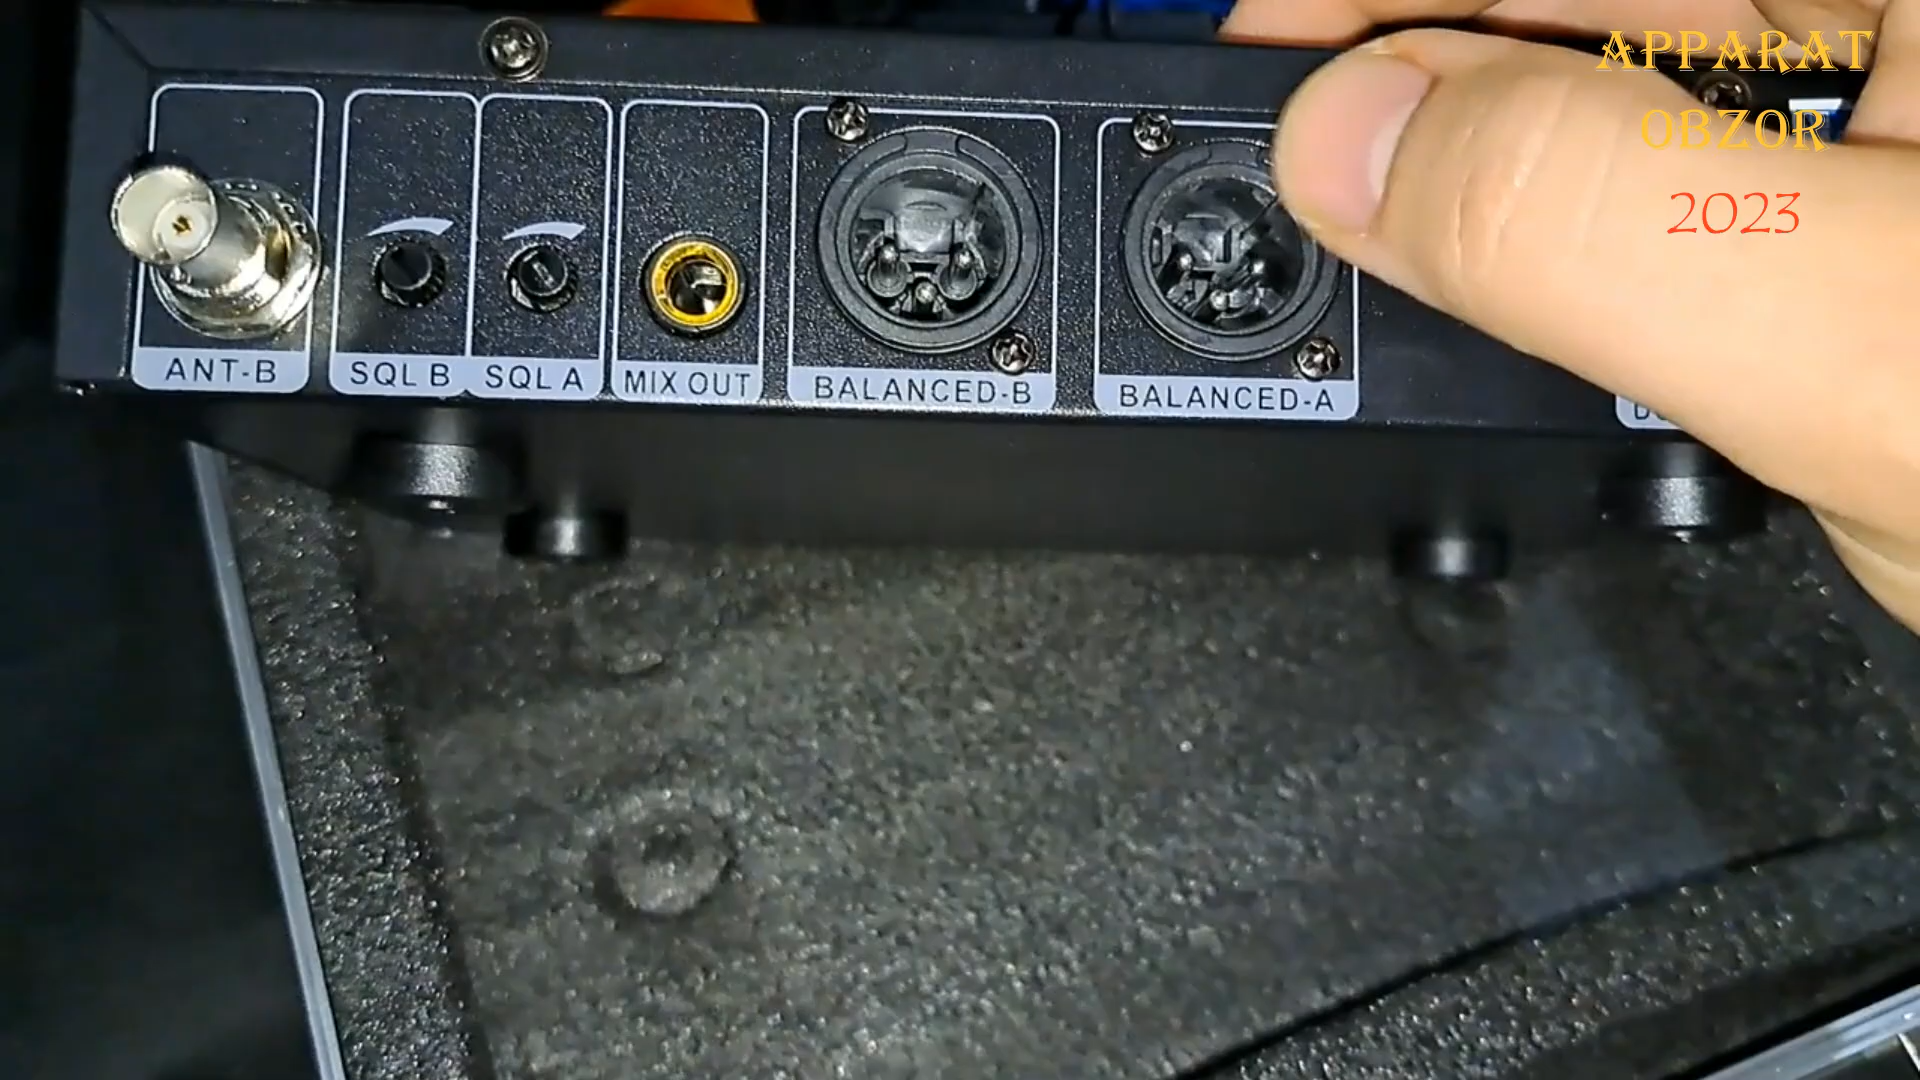 APPARAT
OBZOR
2023
ANT-B
SQL B
SQL A
MIX OUT
BALANCED-B
BALANCED-A